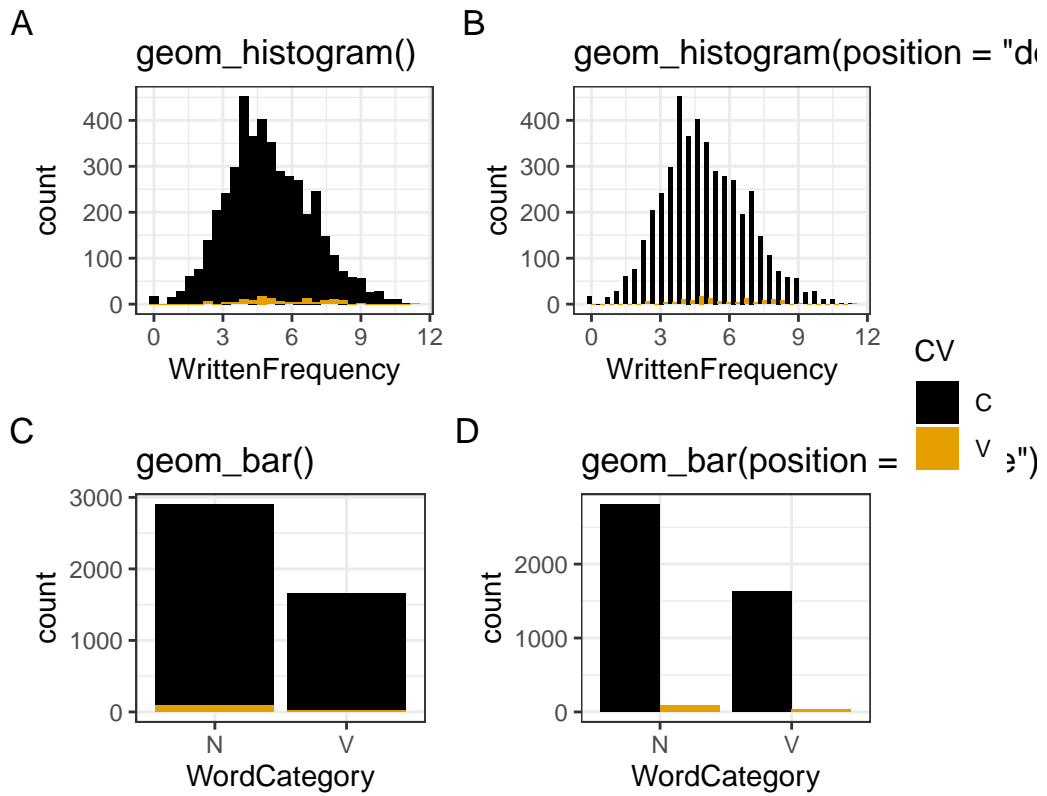 A
geom_histogram()
400
300
200
100
0
count
0 3 6 9 12
WrittenFrequency
B
geom_histogram(position = "do
400
300
200
100
0
count
0 3 6 9 12
WrittenFrequency
C
geom_bar()
3000
2000
1000
0
count
N V
WordCategory
D
geom_bar(position = e")
2000
1000
0
count
N V
WordCategory
CV
C
V